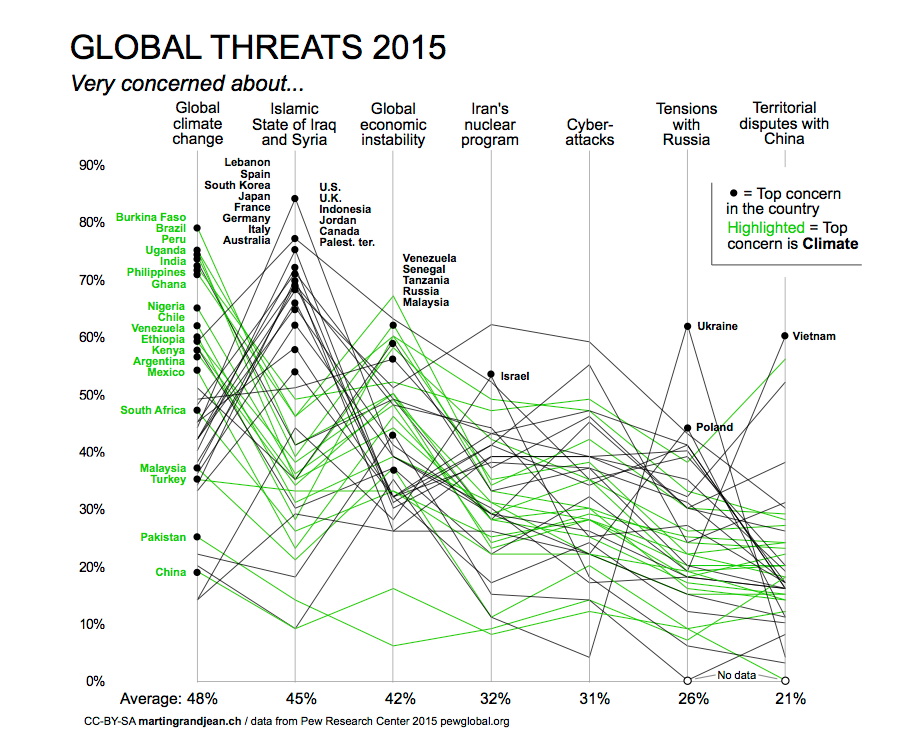 GLOBAL THREATS 2015
Very concerned about...
Global
climate
change
Islamic
State of Iraq
and Syria
Global
economic
instability
Iran's
nuclear
program
Cyber-
attacks
Tensions
with
Russia
Territorial
disputes with
China
90%
80%
70%
60%
50%
40%
30%
20%
10%
0%
Burkina Faso
Brazil
Peru
Uganda
India
Philippines
Ghana
Nigeria
Chile
Venezuela
Ethiopia
Kenya
Argentina
Mexico
South Africa
Malaysia
Turkey
Pakistan
China
Lebanon
Spain
South Korea
Japan
France
Germany
Italy
Australia
U.S.
U.K.
Indonesia
Jordan
Canada
Palest. ter.
Venezuela
Senegal
Tanzania
Russia
Malaysia
Israel
Ukraine
Poland
Vietnam
= Top concern
in the country
Highlighted = Top
concern is Climate
No data
Average: 48% 45% 42% 32% 31% 26% 21%
CC-BY-SA martingrandjean.ch / data from Pew Research Center 2015 pewglobal.org